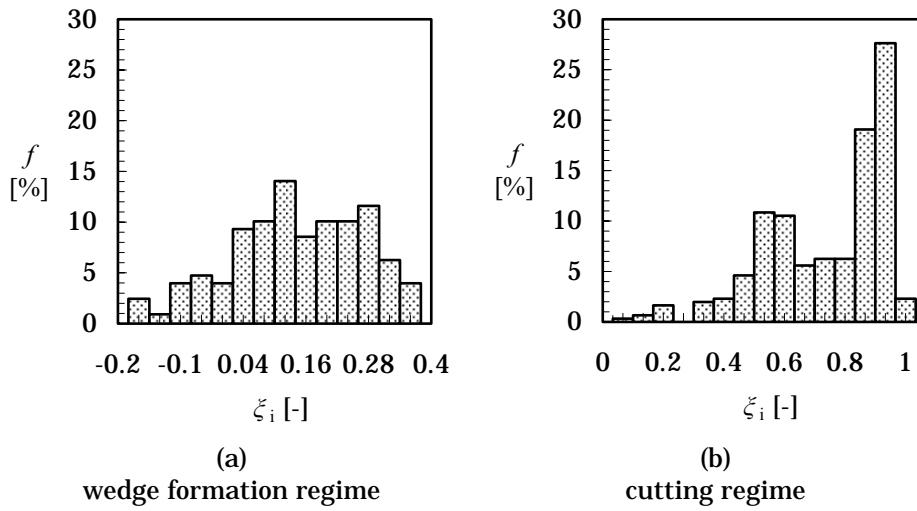 30
25
20
f
15
[%]
10
5
0
-0.2 -0.1 0.04 0.16 0.28 0.4
ξi [-]
(a)
wedge formation regime
30
25
20
f
15
[%]
10
5
0
0 0.2 0.4 0.6 0.8 1
ξi [-]
(b)
cutting regime